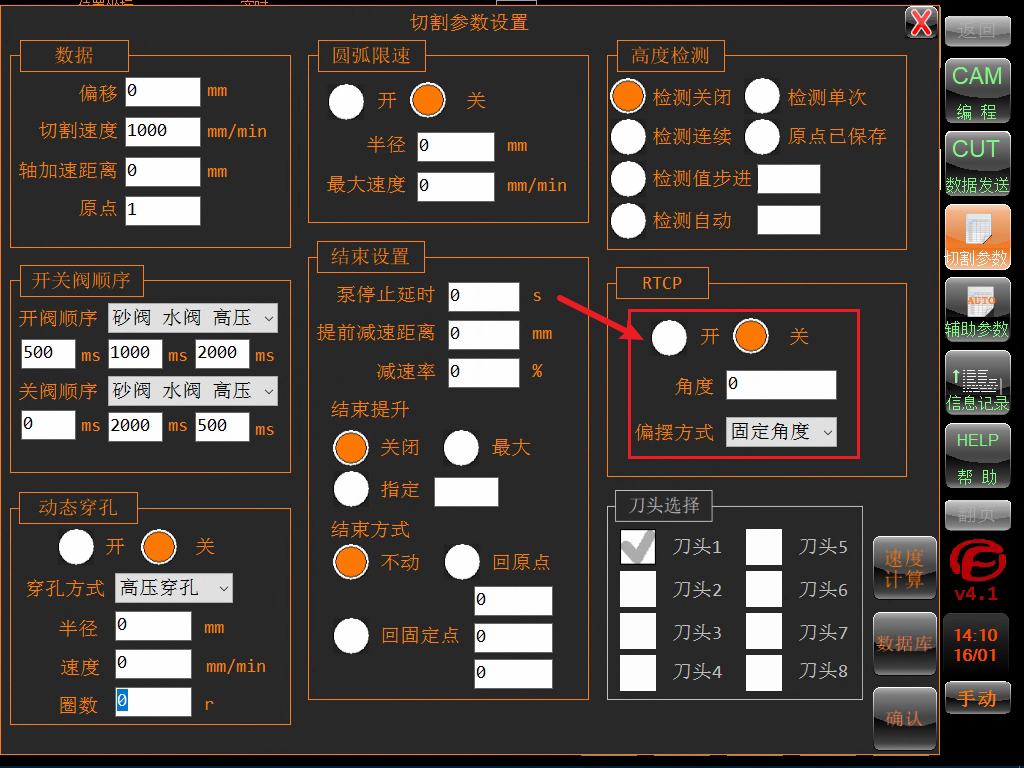 切割参数设置
数据
偏移 0 mm
切割速度 1000 mm/min
轴加速距离 0 mm
原点 1
开关阀顺序
开阀顺序 砂阀 水阀 高压
500 ms 1000 ms 2000 ms
关阀顺序 砂阀 水阀 高压
0 ms 2000 ms 500 ms
动态穿孔
开 关
穿孔方式 高压穿孔
半径 0 mm
速度 0 mm/min
圈数 0 r
圆弧限速
开 关
半径 0 mm
最大速度 0 mm/min
结束设置
泵停止延时 0 s
提前减速距离 0 mm
减速率 0 %
结束提升
关闭 最大
指定
结束方式
不动 回原点
0
回固定点 0
0
高度检测
检测关闭 检测单次
检测连续 原点已保存
检测值步进
检测自动
RTCP
开 关
角度 0
偏摆方式 固定角度
刀头选择
刀头1 刀头5
刀头2 刀头6
刀头3 刀头7
刀头4 刀头8
速度
计算
数据库
确认
返回
CAM
编 程
CUT
数据发送
切割参数
AUTO
辅助参数
信息记录
HELP
帮 助
翻页
v4.1
14:10
16/01
手动